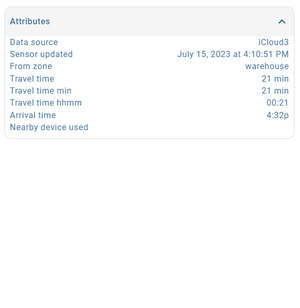 Attributes
Data source iCloud3
Sensor updated July 15, 2023 at 4:10:51 PM
From zone warehouse
Travel time 21 min
Travel time min 21 min
Travel time hhmm 00:21
Arrival time 4:32p
Nearby device used